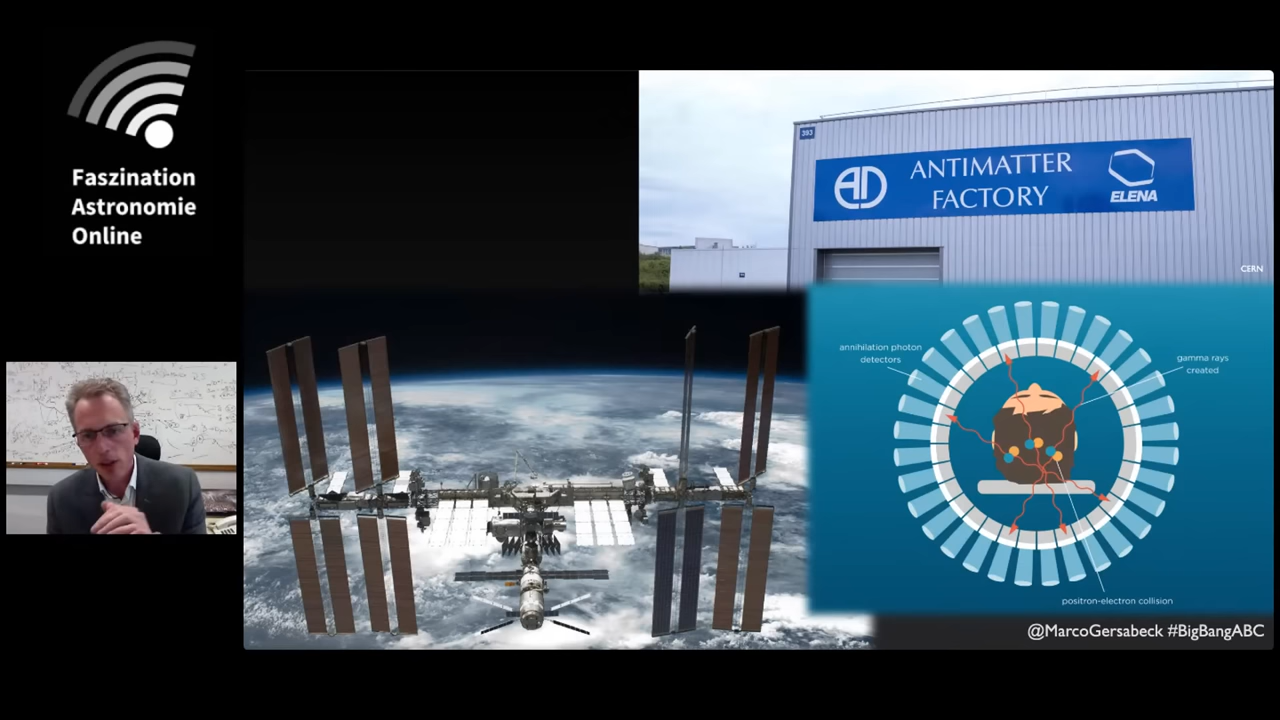 Faszination
Astronomie
Online
393
AD
ANTIMATTER
FACTORY
ELENA
CERN
annihilation photon
detectors
gamma rays
created
positron-electron collision
@MarcoGersabeck #BigBangABC